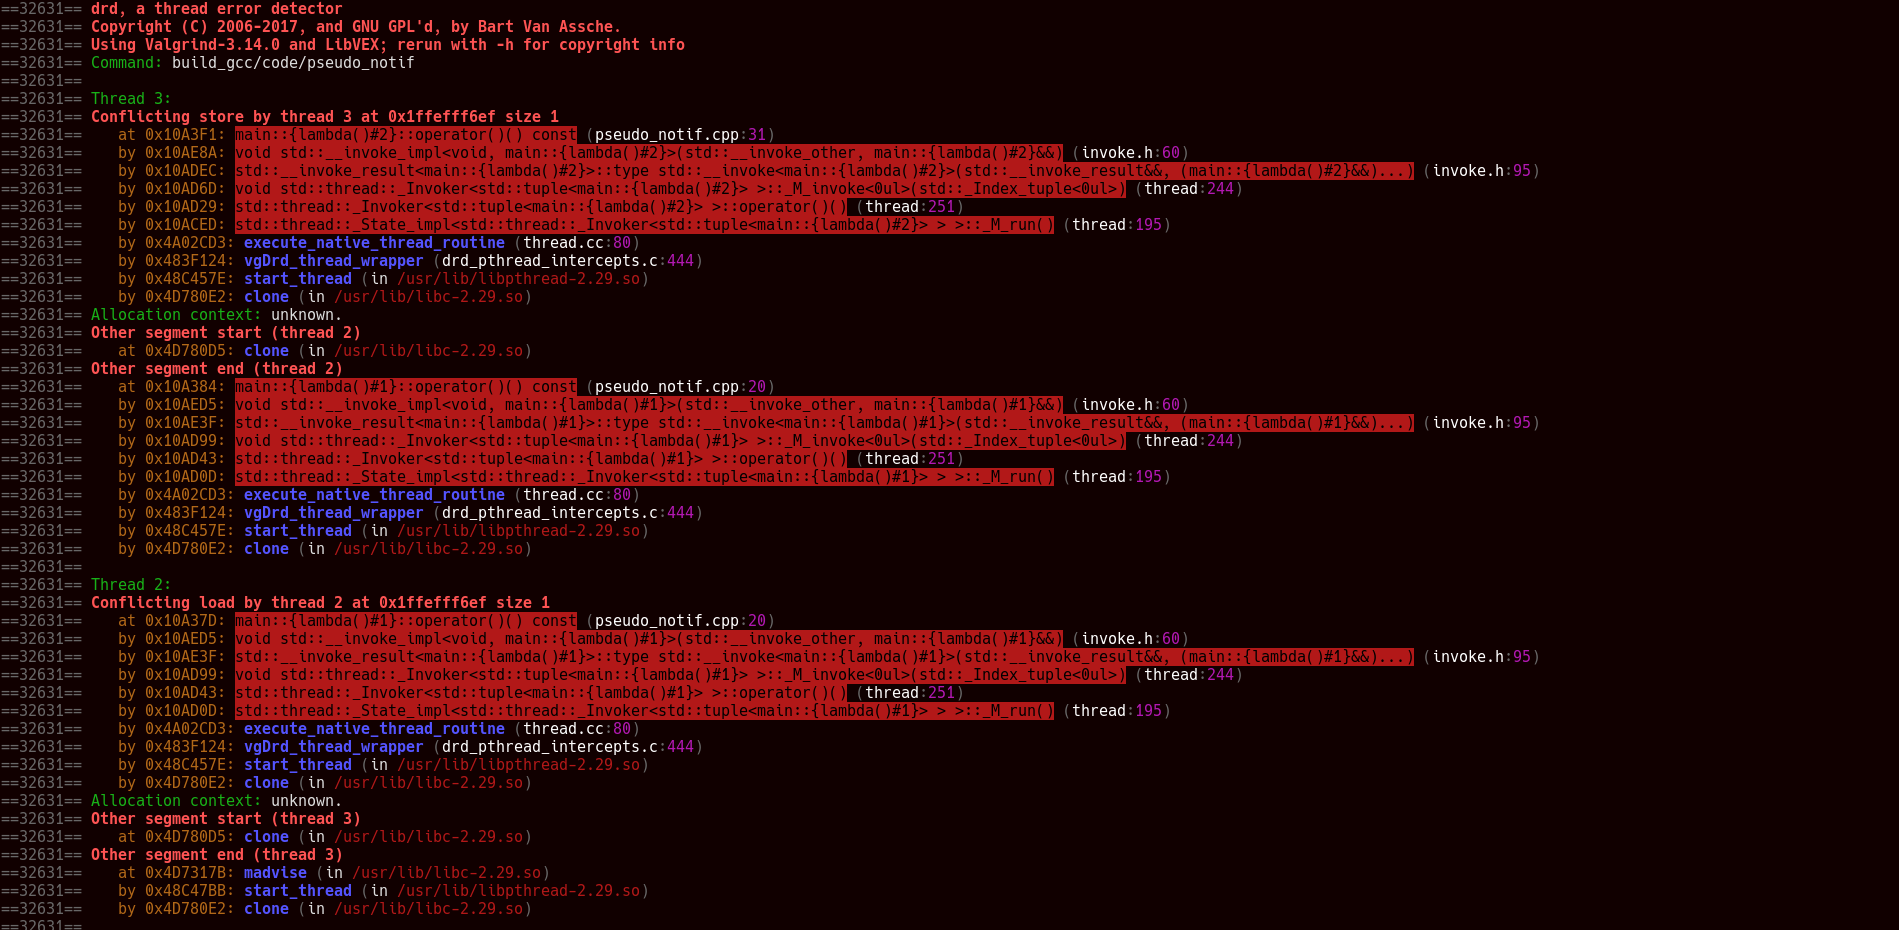 ==32631== drd, a thread error detector
==32631== Copyright (C) 2006-2017, and GNU GPL'd, by Bart Van Assche.
==32631== Using Valgrind-3.14.0 and LibVEX; rerun with -h for copyright info
==32631== Command: build_gcc/code/pseudo_notif
==32631==
==32631== Thread 3:
==32631== Conflicting store by thread 3 at 0x1ffefff6ef size 1
==32631==    at 0x10A3F1: main::{lambda()#2}::operator()() const (pseudo_notif.cpp:31)
==32631==    by 0x10AE8A: void std::__invoke_impl<void, main::{lambda()#2}>(std::__invoke_other, main::{lambda()#2}&&) (invoke.h:60)
==32631==    by 0x10ADEC: std::__invoke_result<main::{lambda()#2}>::type std::__invoke<main::{lambda()#2}>(std::__invoke_result&&, (main::{lambda()#2}&&)...) (invoke.h:95)
==32631==    by 0x10AD6D: void std::thread::_Invoker<std::tuple<main::{lambda()#2}> >::_M_invoke<0ul>(std::_Index_tuple<0ul>) (thread:244)
==32631==    by 0x10AD29: std::thread::_Invoker<std::tuple<main::{lambda()#2}> >::operator()() (thread:251)
==32631==    by 0x10ACED: std::thread::_State_impl<std::thread::_Invoker<std::tuple<main::{lambda()#2}> > >::_M_run() (thread:195)
==32631==    by 0x4A02CD3: execute_native_thread_routine (thread.cc:80)
==32631==    by 0x483F124: vgDrd_thread_wrapper (drd_pthread_intercepts.c:444)
==32631==    by 0x48C457E: start_thread (in /usr/lib/libpthread-2.29.so)
==32631==    by 0x4D780E2: clone (in /usr/lib/libc-2.29.so)
==32631== Allocation context: unknown.
==32631== Other segment start (thread 2)
==32631==    at 0x4D780D5: clone (in /usr/lib/libc-2.29.so)
==32631== Other segment end (thread 2)
==32631==    at 0x10A384: main::{lambda()#1}::operator()() const (pseudo_notif.cpp:20)
==32631==    by 0x10AED5: void std::__invoke_impl<void, main::{lambda()#1}>(std::__invoke_other, main::{lambda()#1}&&) (invoke.h:60)
==32631==    by 0x10AE3F: std::__invoke_result<main::{lambda()#1}>::type std::__invoke<main::{lambda()#1}>(std::__invoke_result&&, (main::{lambda()#1}&&)...) (invoke.h:95)
==32631==    by 0x10AD99: void std::thread::_Invoker<std::tuple<main::{lambda()#1}> >::_M_invoke<0ul>(std::_Index_tuple<0ul>) (thread:244)
==32631==    by 0x10AD43: std::thread::_Invoker<std::tuple<main::{lambda()#1}> >::operator()() (thread:251)
==32631==    by 0x10AD0D: std::thread::_State_impl<std::thread::_Invoker<std::tuple<main::{lambda()#1}> > >::_M_run() (thread:195)
==32631==    by 0x4A02CD3: execute_native_thread_routine (thread.cc:80)
==32631==    by 0x483F124: vgDrd_thread_wrapper (drd_pthread_intercepts.c:444)
==32631==    by 0x48C457E: start_thread (in /usr/lib/libpthread-2.29.so)
==32631==    by 0x4D780E2: clone (in /usr/lib/libc-2.29.so)
==32631==
==32631== Thread 2:
==32631== Conflicting load by thread 2 at 0x1ffefff6ef size 1
==32631==    at 0x10A37D: main::{lambda()#1}::operator()() const (pseudo_notif.cpp:20)
==32631==    by 0x10AED5: void std::__invoke_impl<void, main::{lambda()#1}>(std::__invoke_other, main::{lambda()#1}&&) (invoke.h:60)
==32631==    by 0x10AE3F: std::__invoke_result<main::{lambda()#1}>::type std::__invoke<main::{lambda()#1}>(std::__invoke_result&&, (main::{lambda()#1}&&)...) (invoke.h:95)
==32631==    by 0x10AD99: void std::thread::_Invoker<std::tuple<main::{lambda()#1}> >::_M_invoke<0ul>(std::_Index_tuple<0ul>) (thread:244)
==32631==    by 0x10AD43: std::thread::_Invoker<std::tuple<main::{lambda()#1}> >::operator()() (thread:251)
==32631==    by 0x10AD0D: std::thread::_State_impl<std::thread::_Invoker<std::tuple<main::{lambda()#1}> > >::_M_run() (thread:195)
==32631==    by 0x4A02CD3: execute_native_thread_routine (thread.cc:80)
==32631==    by 0x483F124: vgDrd_thread_wrapper (drd_pthread_intercepts.c:444)
==32631==    by 0x48C457E: start_thread (in /usr/lib/libpthread-2.29.so)
==32631==    by 0x4D780E2: clone (in /usr/lib/libc-2.29.so)
==32631== Allocation context: unknown.
==32631== Other segment start (thread 3)
==32631==    at 0x4D780D5: clone (in /usr/lib/libc-2.29.so)
==32631== Other segment end (thread 3)
==32631==    at 0x4D7317B: madvise (in /usr/lib/libc-2.29.so)
==32631==    by 0x48C47BB: start_thread (in /usr/lib/libpthread-2.29.so)
==32631==    by 0x4D780E2: clone (in /usr/lib/libc-2.29.so)
==32631==